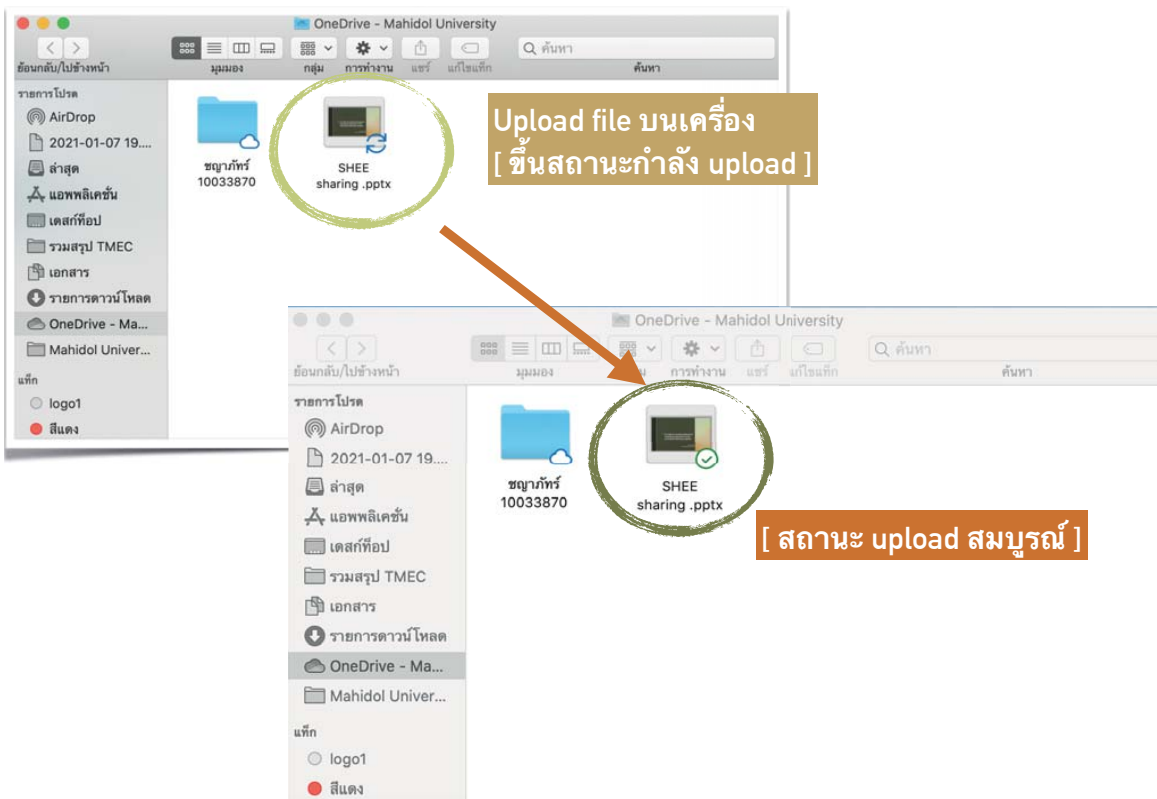 OneDrive - Mahidol University
ค้นหา
ย้อนกลับ/ไปข้างหน้า
มุมมอง
กลุ่ม
การทำงาน
แชร์
แก้ไขแท็ก
ค้นหา
รายการโปรด
AirDrop
2021-01-07 19....
ล่าสุด
แอพพลิเคชั่น
เดสก์ท็อป
รวมสรุป TMEC
เอกสาร
รายการดาวน์โหลด
OneDrive - Ma...
Mahidol Univer...
แท็ก
logo1
สีแดง
ชญาภัทร์
10033870
SHEE
sharing .pptx
Upload file บนเครื่อง
[ ขึ้นสถานะกำลัง upload ]
OneDrive - Mahidol University
ค้นหา
ย้อนกลับ/ไปข้างหน้า
มุมมอง
การทำงาน
แชร์
แก้ไขแท็ก
ค้นหา
รายการโปรด
AirDrop
2021-01-07 19....
ล่าสุด
แอพพลิเคชั่น
เดสก์ท็อป
รวมสรุป TMEC
เอกสาร
รายการดาวน์โหลด
OneDrive - Ma...
Mahidol Univer...
แท็ก
logo1
สีแดง
ชญาภัทร์
10033870
SHEE
sharing .pptx
[ สถานะ upload สมบูรณ์ ]